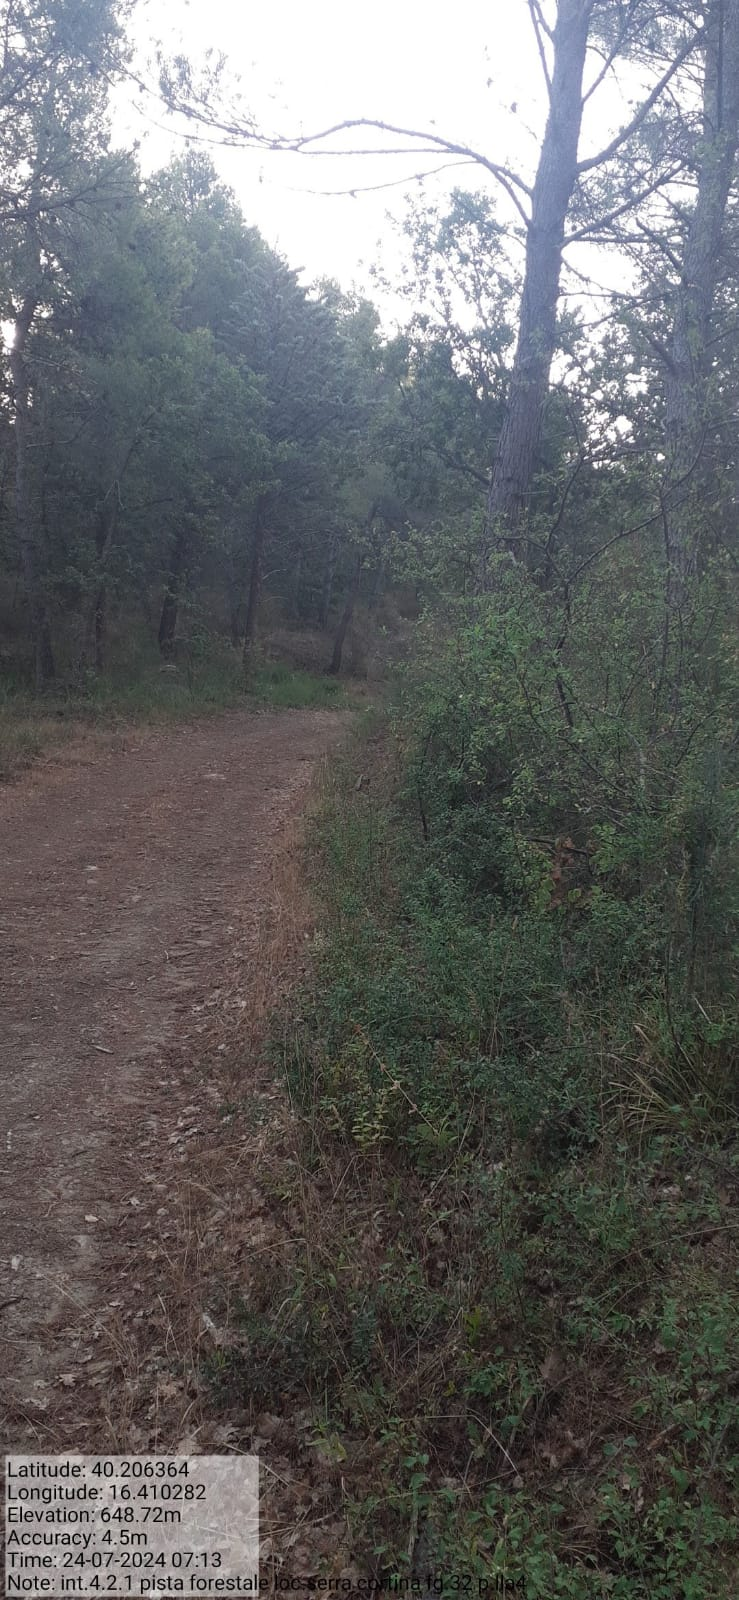 Latitude: 40.206364
Longitude: 16.410282
Elevation: 648.72m
Accuracy: 4.5m
Time: 24-07-2024 07:13
Note: int.4.2.1 pista forestale loc.serra cortina fg.32 p.lla4